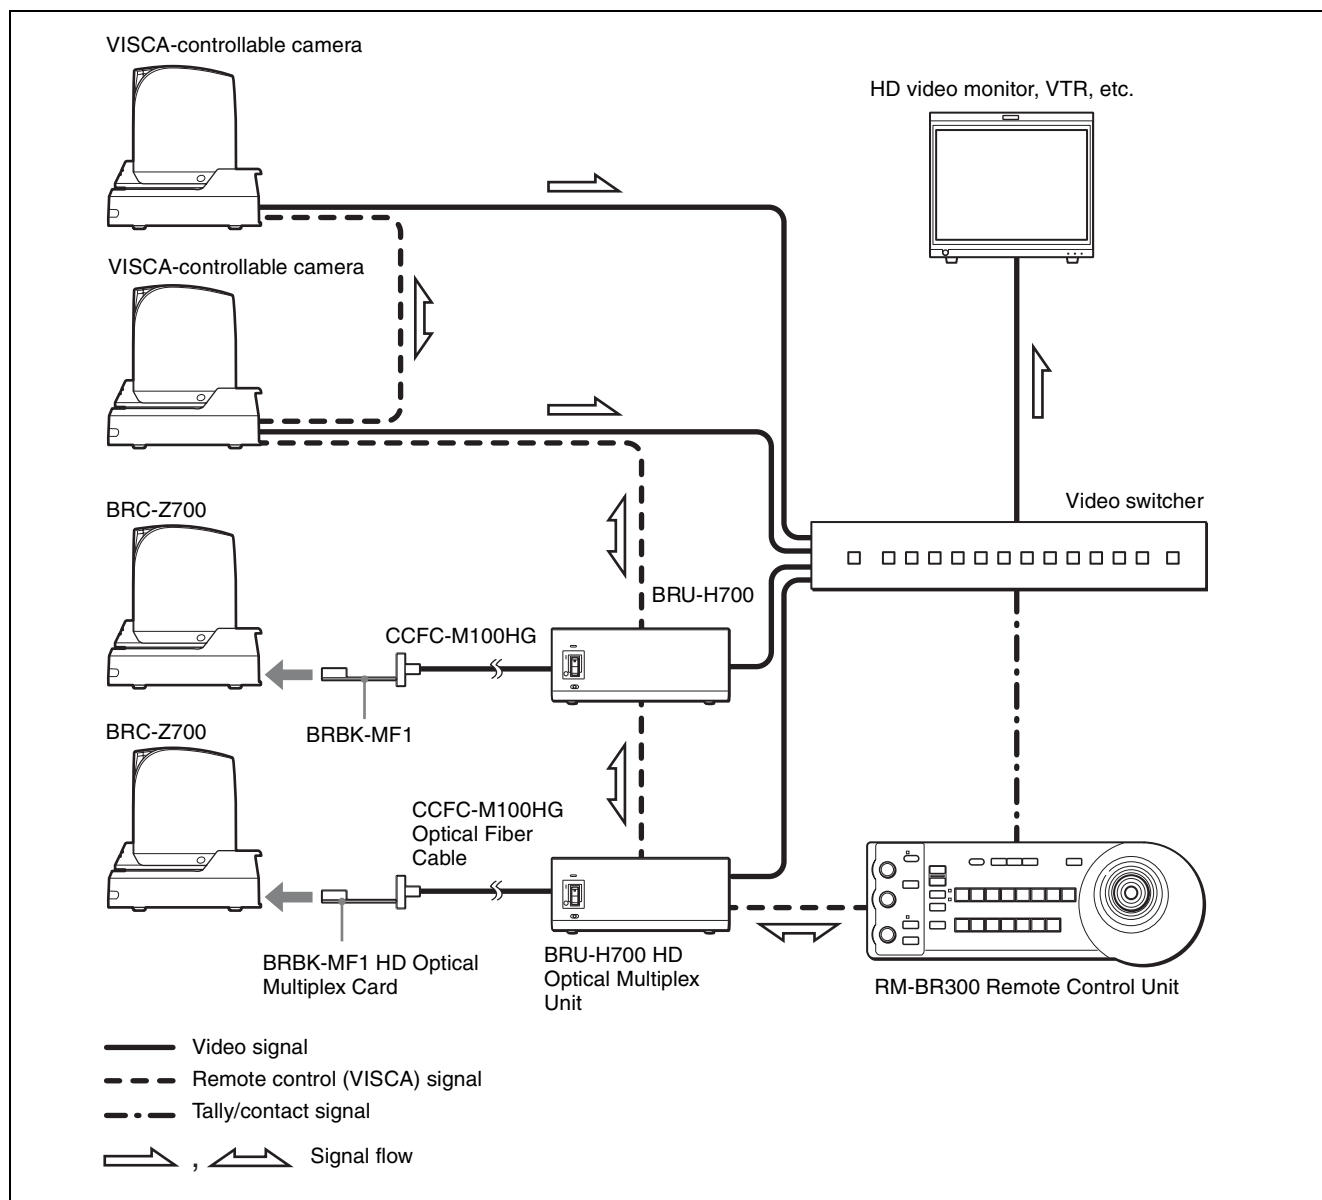 VISCA-controllable camera
HD video monitor, VTR, etc.
VISCA-controllable camera
BRC-Z700
Video switcher
BRU-H700
CCFC-M100HG
BRBK-MF1
BRC-Z700
CCFC-M100HG
Optical Fiber
Cable
BRBK-MF1 HD Optical
Multiplex Card
BRU-H700 HD
Optical Multiplex
Unit
RM-BR300 Remote Control Unit
Video signal
Remote control (VISCA) signal
Tally/contact signal
, Signal flow